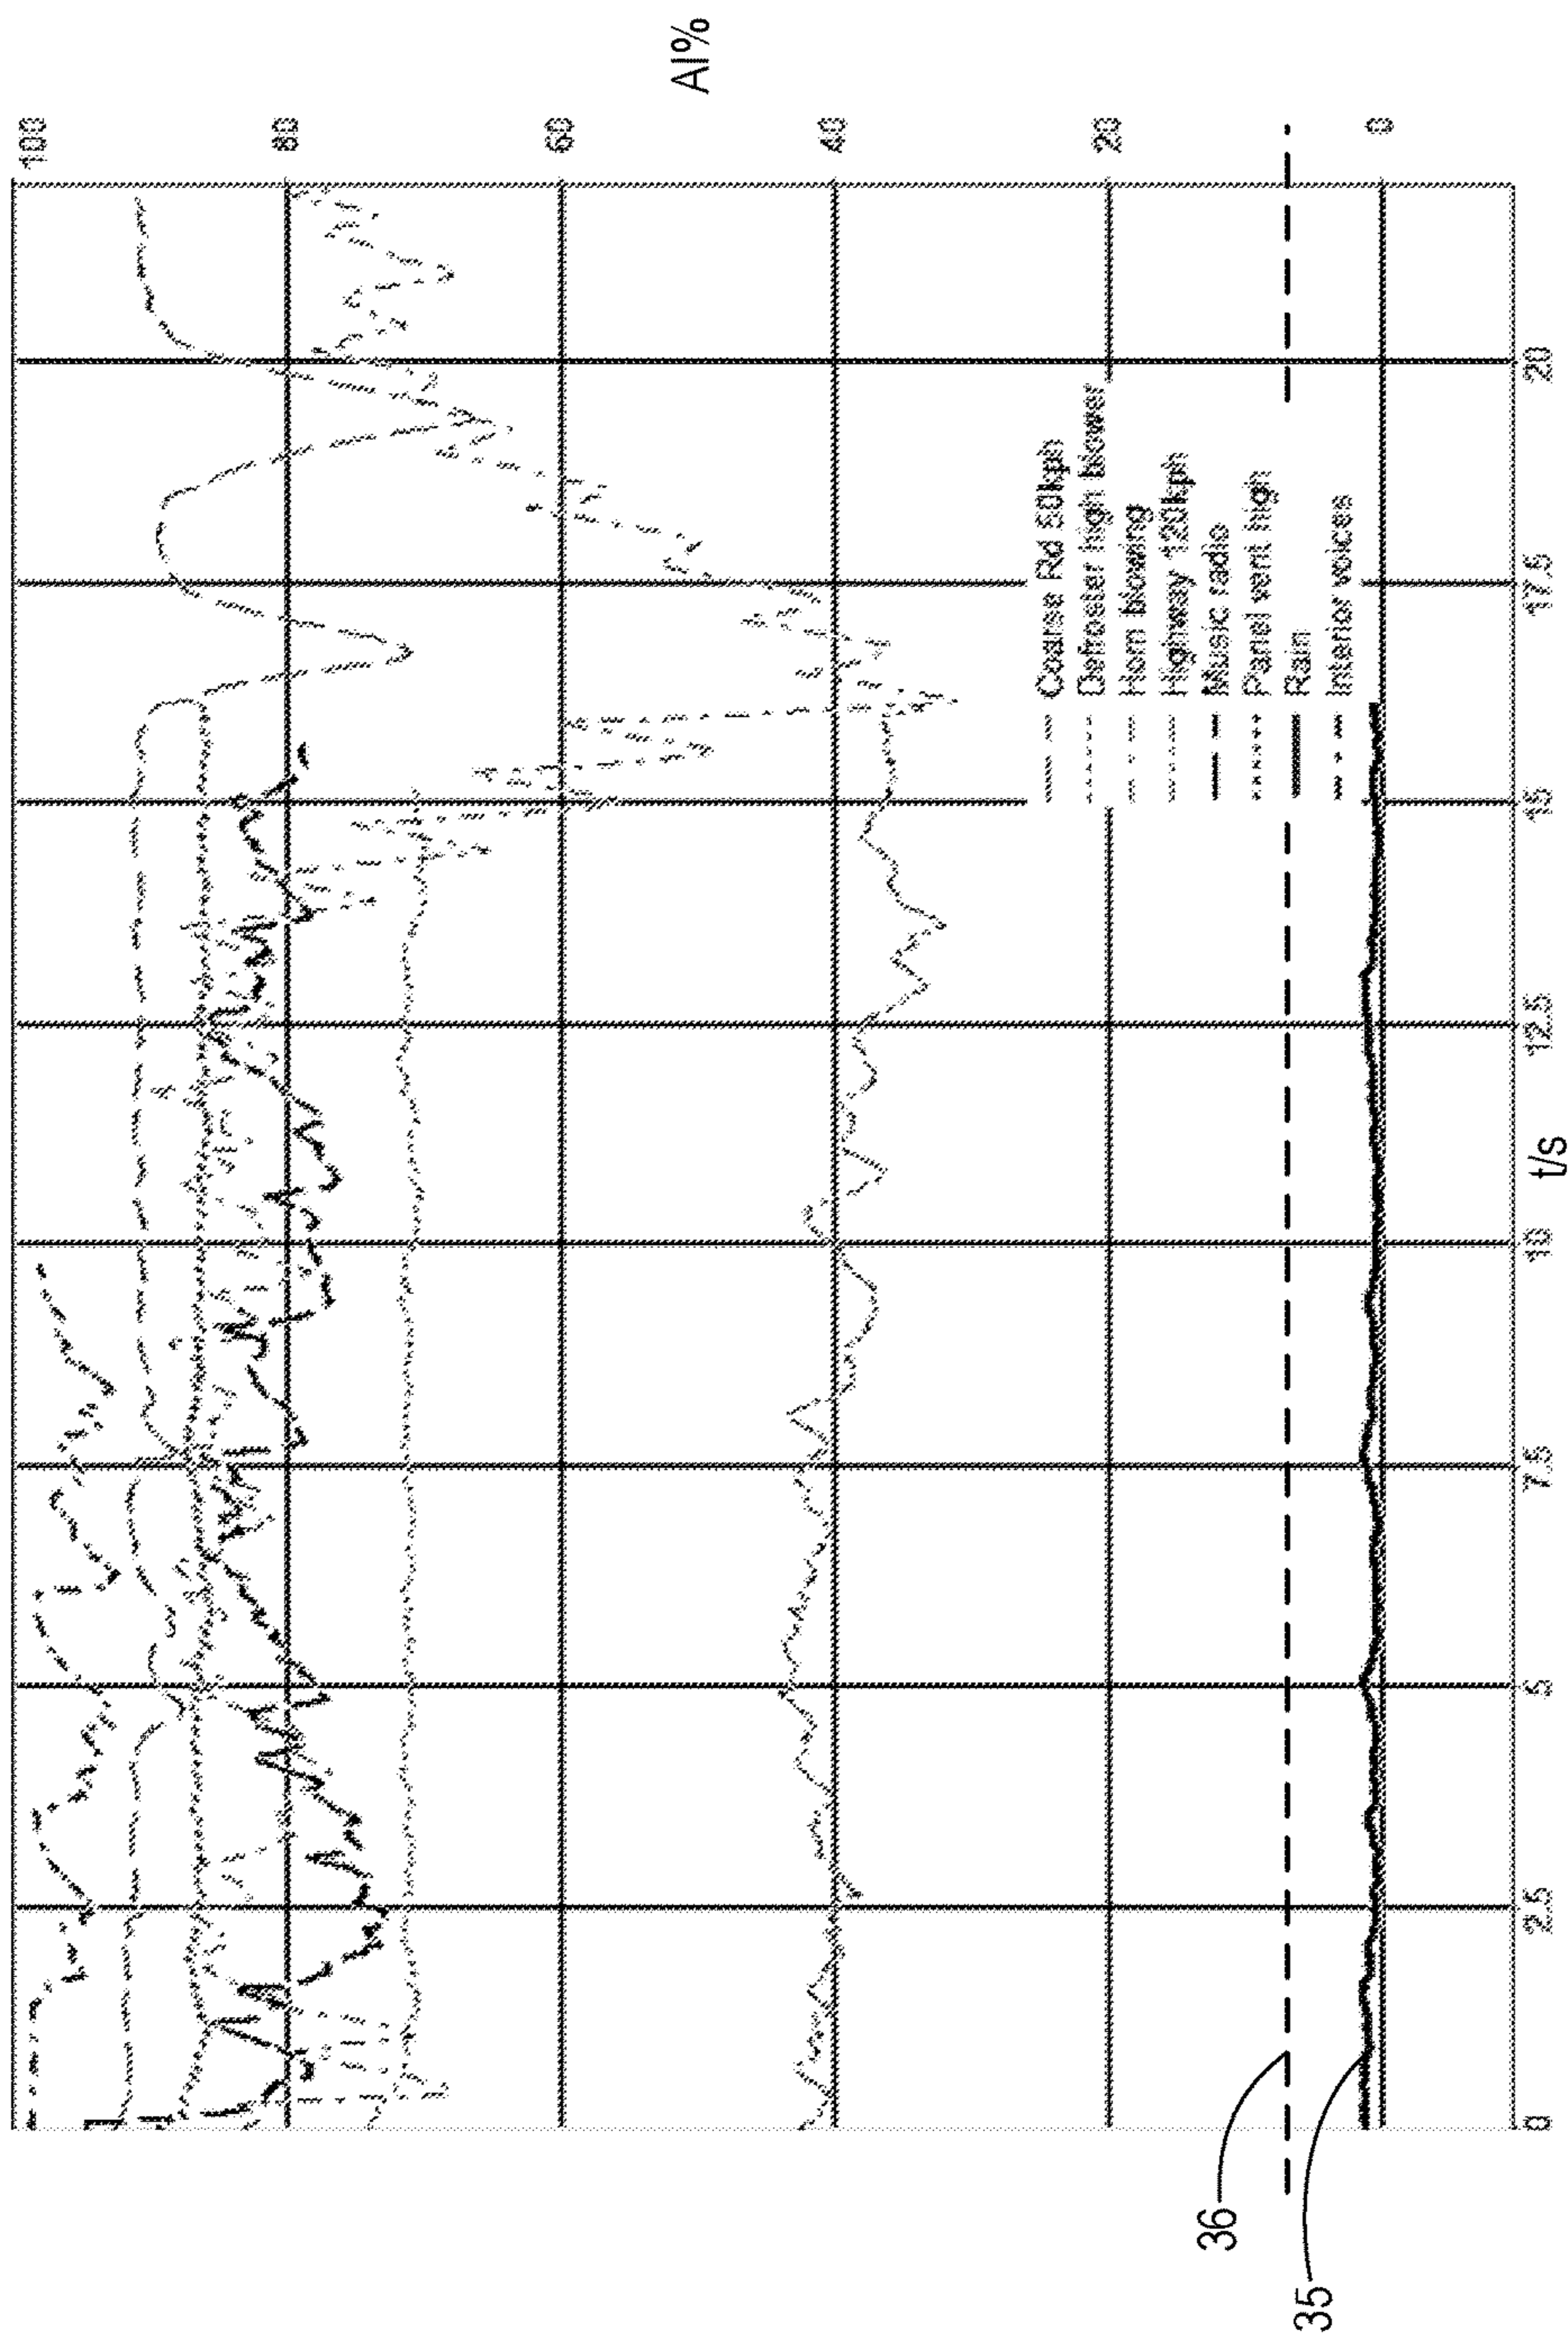 AI%
100
80
60
40
20
0
Coarse Rd 50kph
Defroster high blower
Horn blowing
Highway 120kph
Music radio
Panel vent high
Rain
Interior voices
0
2.5
5
7.5
10
12.5
15
17.5
20
t/s
36
35